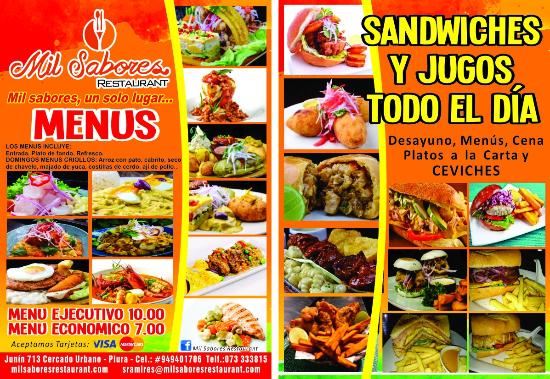 Mil Sabores
RESTAURANT
Mil sabores, un solo lugar...
MENUS
LOS MENUS INCLUYE:
Entrada, Plato de fondo, Refresco.
DOMINGOS MENUS CRIOLLOS: Arroz con pato, cabrito, seco
de chavelo, majado de yuca, costillas de cerdo, aji de pollo...
MENU EJECUTIVO 10.00
MENU ECONOMICO 7.00
Aceptamos Tarjetas: VISA MasterCard
Mil Sabores Restaurant
Junín 713 Cercado Urbano - Piura - Cel.: #949401706 Telf.:073 333815
milsaboresrestaurant.com sramires@milsaboresrestaurant.com
SANDWICHES
Y JUGOS
TODO EL DÍA
Desayuno, Menús, Cena
Platos a la Carta y
CEVICHES